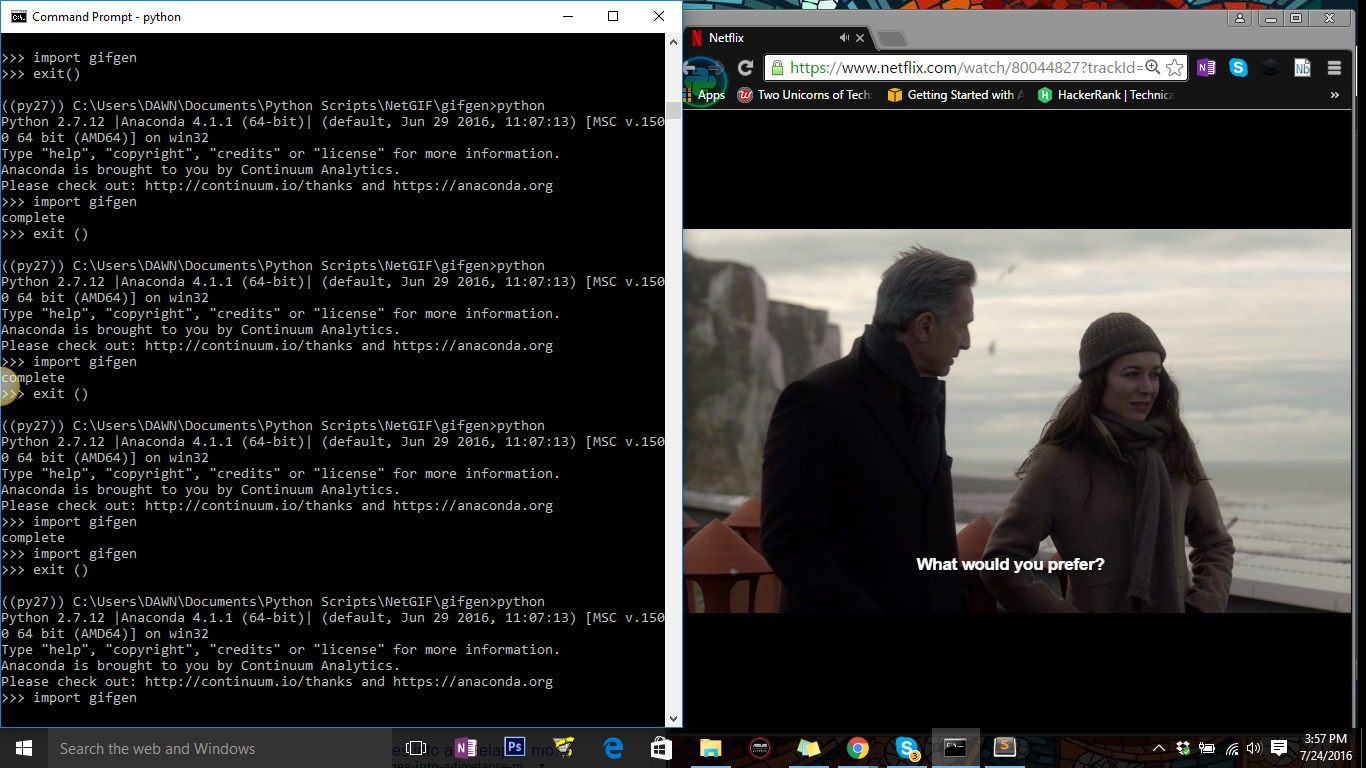 Command Prompt - python
>>> import gifgen
>>> exit()
((py27)) C:\Users\DAWN\Documents\Python Scripts\NetGIF\gifgen>python
Python 2.7.12 |Anaconda 4.1.1 (64-bit)| (default, Jun 29 2016, 11:07:13) [MSC v.150
0 64 bit (AMD64)] on win32
Type "help", "copyright", "credits" or "license" for more information.
Anaconda is brought to you by Continuum Analytics.
Please check out: http://continuum.io/thanks and https://anaconda.org
>>> import gifgen
complete
>>> exit ()
((py27)) C:\Users\DAWN\Documents\Python Scripts\NetGIF\gifgen>python
Python 2.7.12 |Anaconda 4.1.1 (64-bit)| (default, Jun 29 2016, 11:07:13) [MSC v.150
0 64 bit (AMD64)] on win32
Type "help", "copyright", "credits" or "license" for more information.
Anaconda is brought to you by Continuum Analytics.
Please check out: http://continuum.io/thanks and https://anaconda.org
>>> import gifgen
complete
>>> exit ()
((py27)) C:\Users\DAWN\Documents\Python Scripts\NetGIF\gifgen>python
Python 2.7.12 |Anaconda 4.1.1 (64-bit)| (default, Jun 29 2016, 11:07:13) [MSC v.150
0 64 bit (AMD64)] on win32
Type "help", "copyright", "credits" or "license" for more information.
Anaconda is brought to you by Continuum Analytics.
Please check out: http://continuum.io/thanks and https://anaconda.org
>>> import gifgen
complete
>>> import gifgen
>>> exit ()
((py27)) C:\Users\DAWN\Documents\Python Scripts\NetGIF\gifgen>python
Python 2.7.12 |Anaconda 4.1.1 (64-bit)| (default, Jun 29 2016, 11:07:13) [MSC v.150
0 64 bit (AMD64)] on win32
Type "help", "copyright", "credits" or "license" for more information.
Anaconda is brought to you by Continuum Analytics.
Please check out: http://continuum.io/thanks and https://anaconda.org
>>> import gifgen
Netflix
https://www.netflix.com/watch/80044827?trackId=
Apps Two Unicorns of Tech Getting Started with HackerRank | Technica »
What would you prefer?
Search the web and Windows
3:57 PM
7/24/2016